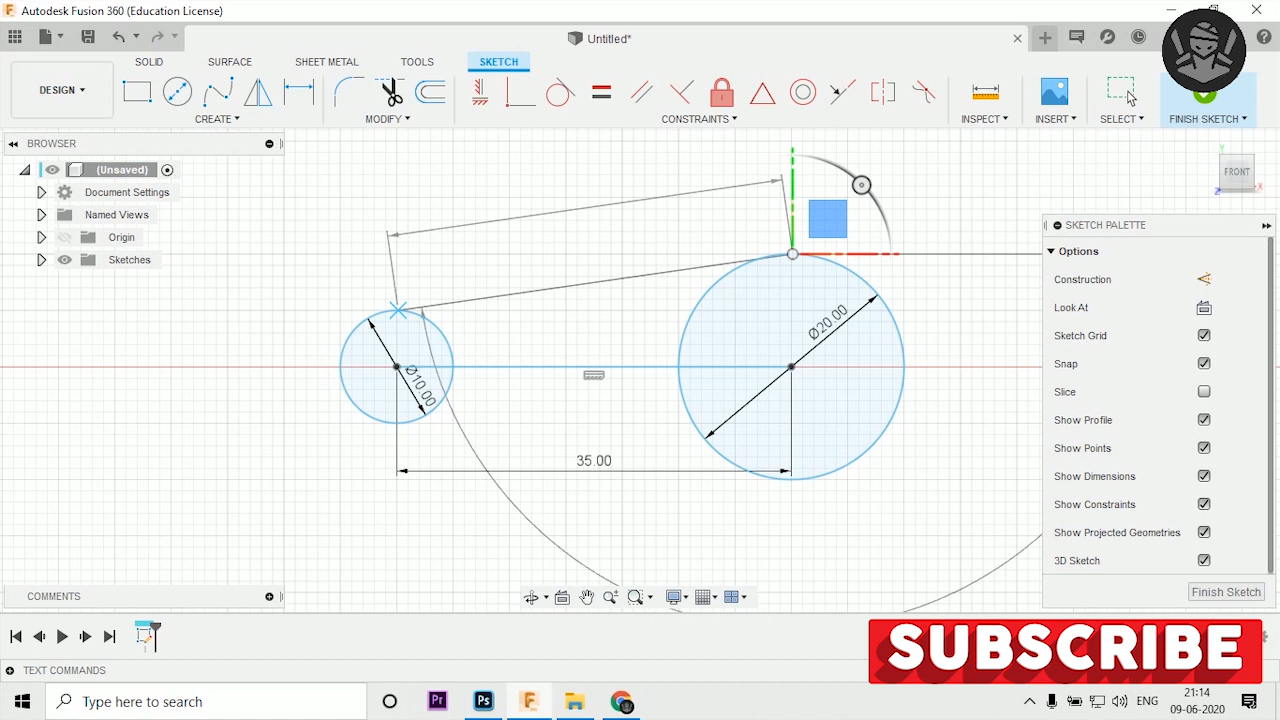 Autodesk Fusion 360 (Education License)
Untitled*
SOLID SURFACE SHEET METAL TOOLS SKETCH
DESIGN
CREATE MODIFY CONSTRAINTS INSPECT INSERT SELECT FINISH SKETCH
BROWSER
(Unsaved)
Document Settings
Named Views
Origin
Sketches
Y
FRONT
X
Z
SKETCH PALETTE
Options
Construction
Look At
Sketch Grid
Snap
Slice
Show Profile
Show Points
Show Dimensions
Show Constraints
Show Projected Geometries
3D Sketch
Finish Sketch
Ø20.00
Ø10.00
35.00
COMMENTS
SUBSCRIBE
TEXT COMMANDS
Type here to search
Pr
Ps
F
ENG
21:14
09-06-2020